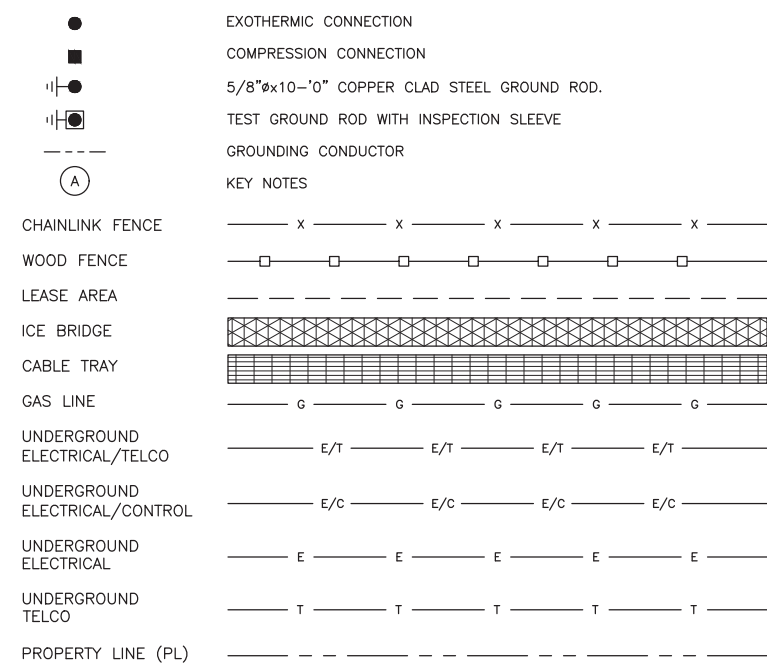 EXOTHERMIC CONNECTION
COMPRESSION CONNECTION
5/8"øx10-'0" COPPER CLAD STEEL GROUND ROD.
TEST GROUND ROD WITH INSPECTION SLEEVE
GROUNDING CONDUCTOR
A KEY NOTES
CHAINLINK FENCE X X X X X
WOOD FENCE
LEASE AREA
ICE BRIDGE
CABLE TRAY
GAS LINE G G G G G
UNDERGROUND
ELECTRICAL/TELCO E/T E/T E/T E/T
UNDERGROUND
ELECTRICAL/CONTROL E/C E/C E/C E/C
UNDERGROUND
ELECTRICAL E E E E E
UNDERGROUND
TELCO T T T T T
PROPERTY LINE (PL)